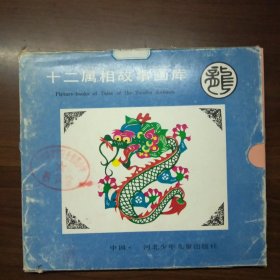 十二属相故事画库
Picture-books of Tales of the Twelve Animals
龍
中国·河北少年儿童出版社